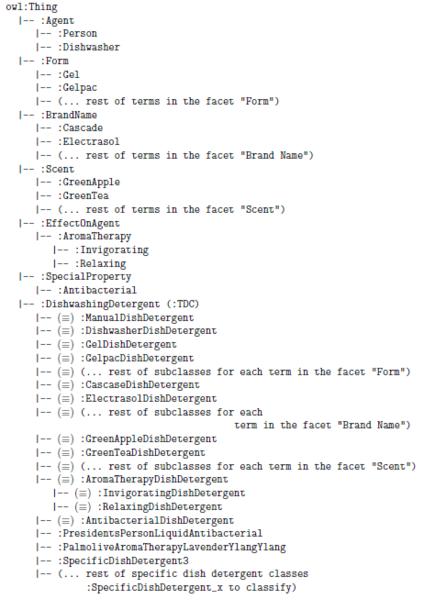 owl:Thing
|-- :Agent
|-- :Person
|-- :Dishwasher
|-- :Form
|-- :Gel
|-- :Gelpac
|-- (... rest of terms in the facet "Form")
|-- :BrandName
|-- :Cascade
|-- :Electrasol
|-- (... rest of terms in the facet "Brand Name")
|-- :Scent
|-- :GreenApple
|-- :GreenTea
|-- (... rest of terms in the facet "Scent")
|-- :EffectOnAgent
|-- :AromaTherapy
|-- :Invigorating
|-- :Relaxing
|-- :SpecialProperty
|-- :Antibacterial
|-- :DishwashingDetergent (:TDC)
|-- (≡) :ManualDishDetergent
|-- (≡) :DishwasherDishDetergent
|-- (≡) :GelDishDetergent
|-- (≡) :GelpacDishDetergent
|-- (≡) (... rest of subclasses for each term in the facet "Form")
|-- (≡) :CascaseDishDetergent
|-- (≡) :ElectrasolDishDetergent
|-- (≡) (... rest of subclasses for each
term in the facet "Brand Name")
|-- (≡) :GreenAppleDishDetergent
|-- (≡) :GreenTeaDishDetergent
|-- (≡) (... rest of subclasses for each term in the facet "Scent")
|-- (≡) :AromaTherapyDishDetergent
|-- (≡) :InvigoratingDishDetergent
|-- (≡) :RelaxingDishDetergent
|-- (≡) :AntibacterialDishDetergent
|-- :PresidentsPersonLiquidAntibacterial
|-- :PalmoliveAromaTherapyLavenderYlangYlang
|-- :SpecificDishDetergent3
|-- (... rest of specific dish detergent classes
:SpecificDishDetergent_x to classify)